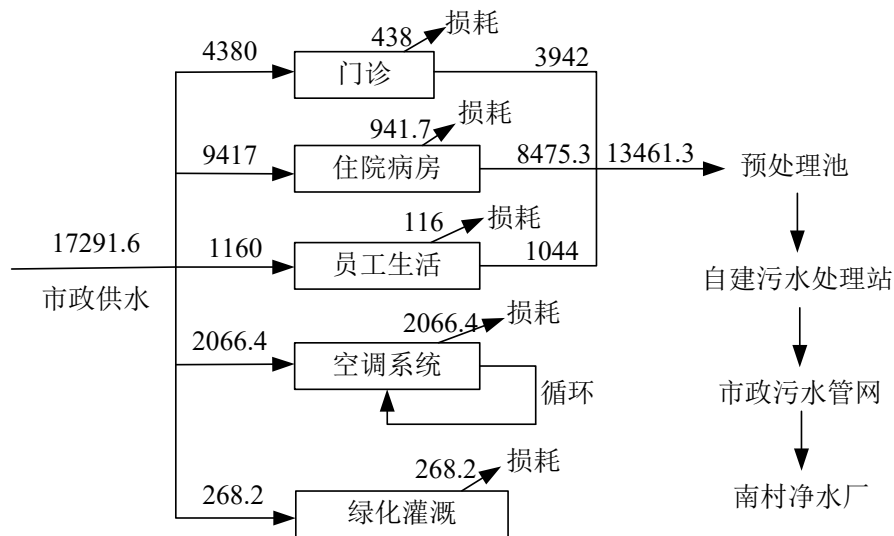 438 损耗
4380 门诊 3942
941.7 损耗
9417 住院病房 8475.3 13461.3 预处理池
116 损耗
17291.6 1160 员工生活 1044
市政供水 自建污水处理站
2066.4 损耗
2066.4 空调系统
循环 市政污水管网
268.2 损耗
268.2 绿化灌溉 南村净水厂